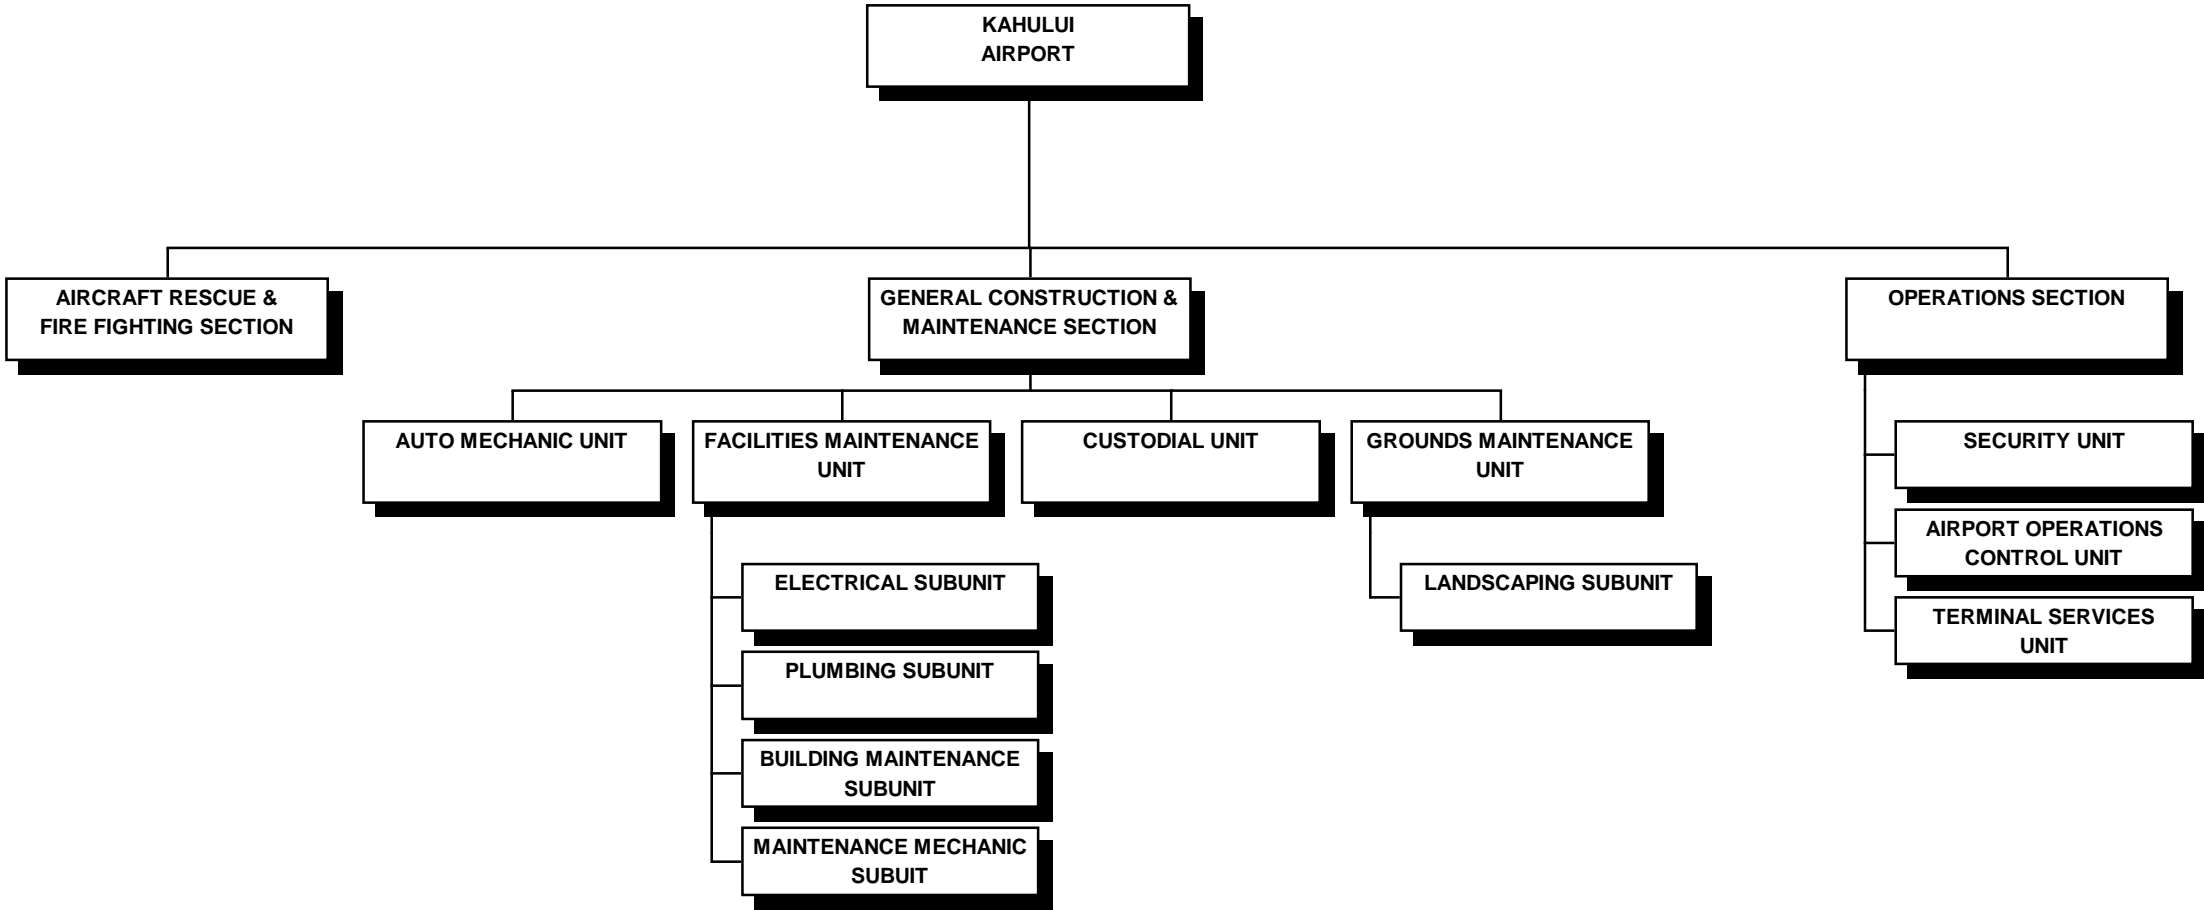 KAHULUI
AIRPORT
AIRCRAFT RESCUE &
FIRE FIGHTING SECTION
GENERAL CONSTRUCTION &
MAINTENANCE SECTION
OPERATIONS SECTION
AUTO MECHANIC UNIT
FACILITIES MAINTENANCE
UNIT
CUSTODIAL UNIT
GROUNDS MAINTENANCE
UNIT
SECURITY UNIT
AIRPORT OPERATIONS
CONTROL UNIT
TERMINAL SERVICES
UNIT
ELECTRICAL SUBUNIT
PLUMBING SUBUNIT
BUILDING MAINTENANCE
SUBUNIT
MAINTENANCE MECHANIC
SUBUIT
LANDSCAPING SUBUNIT